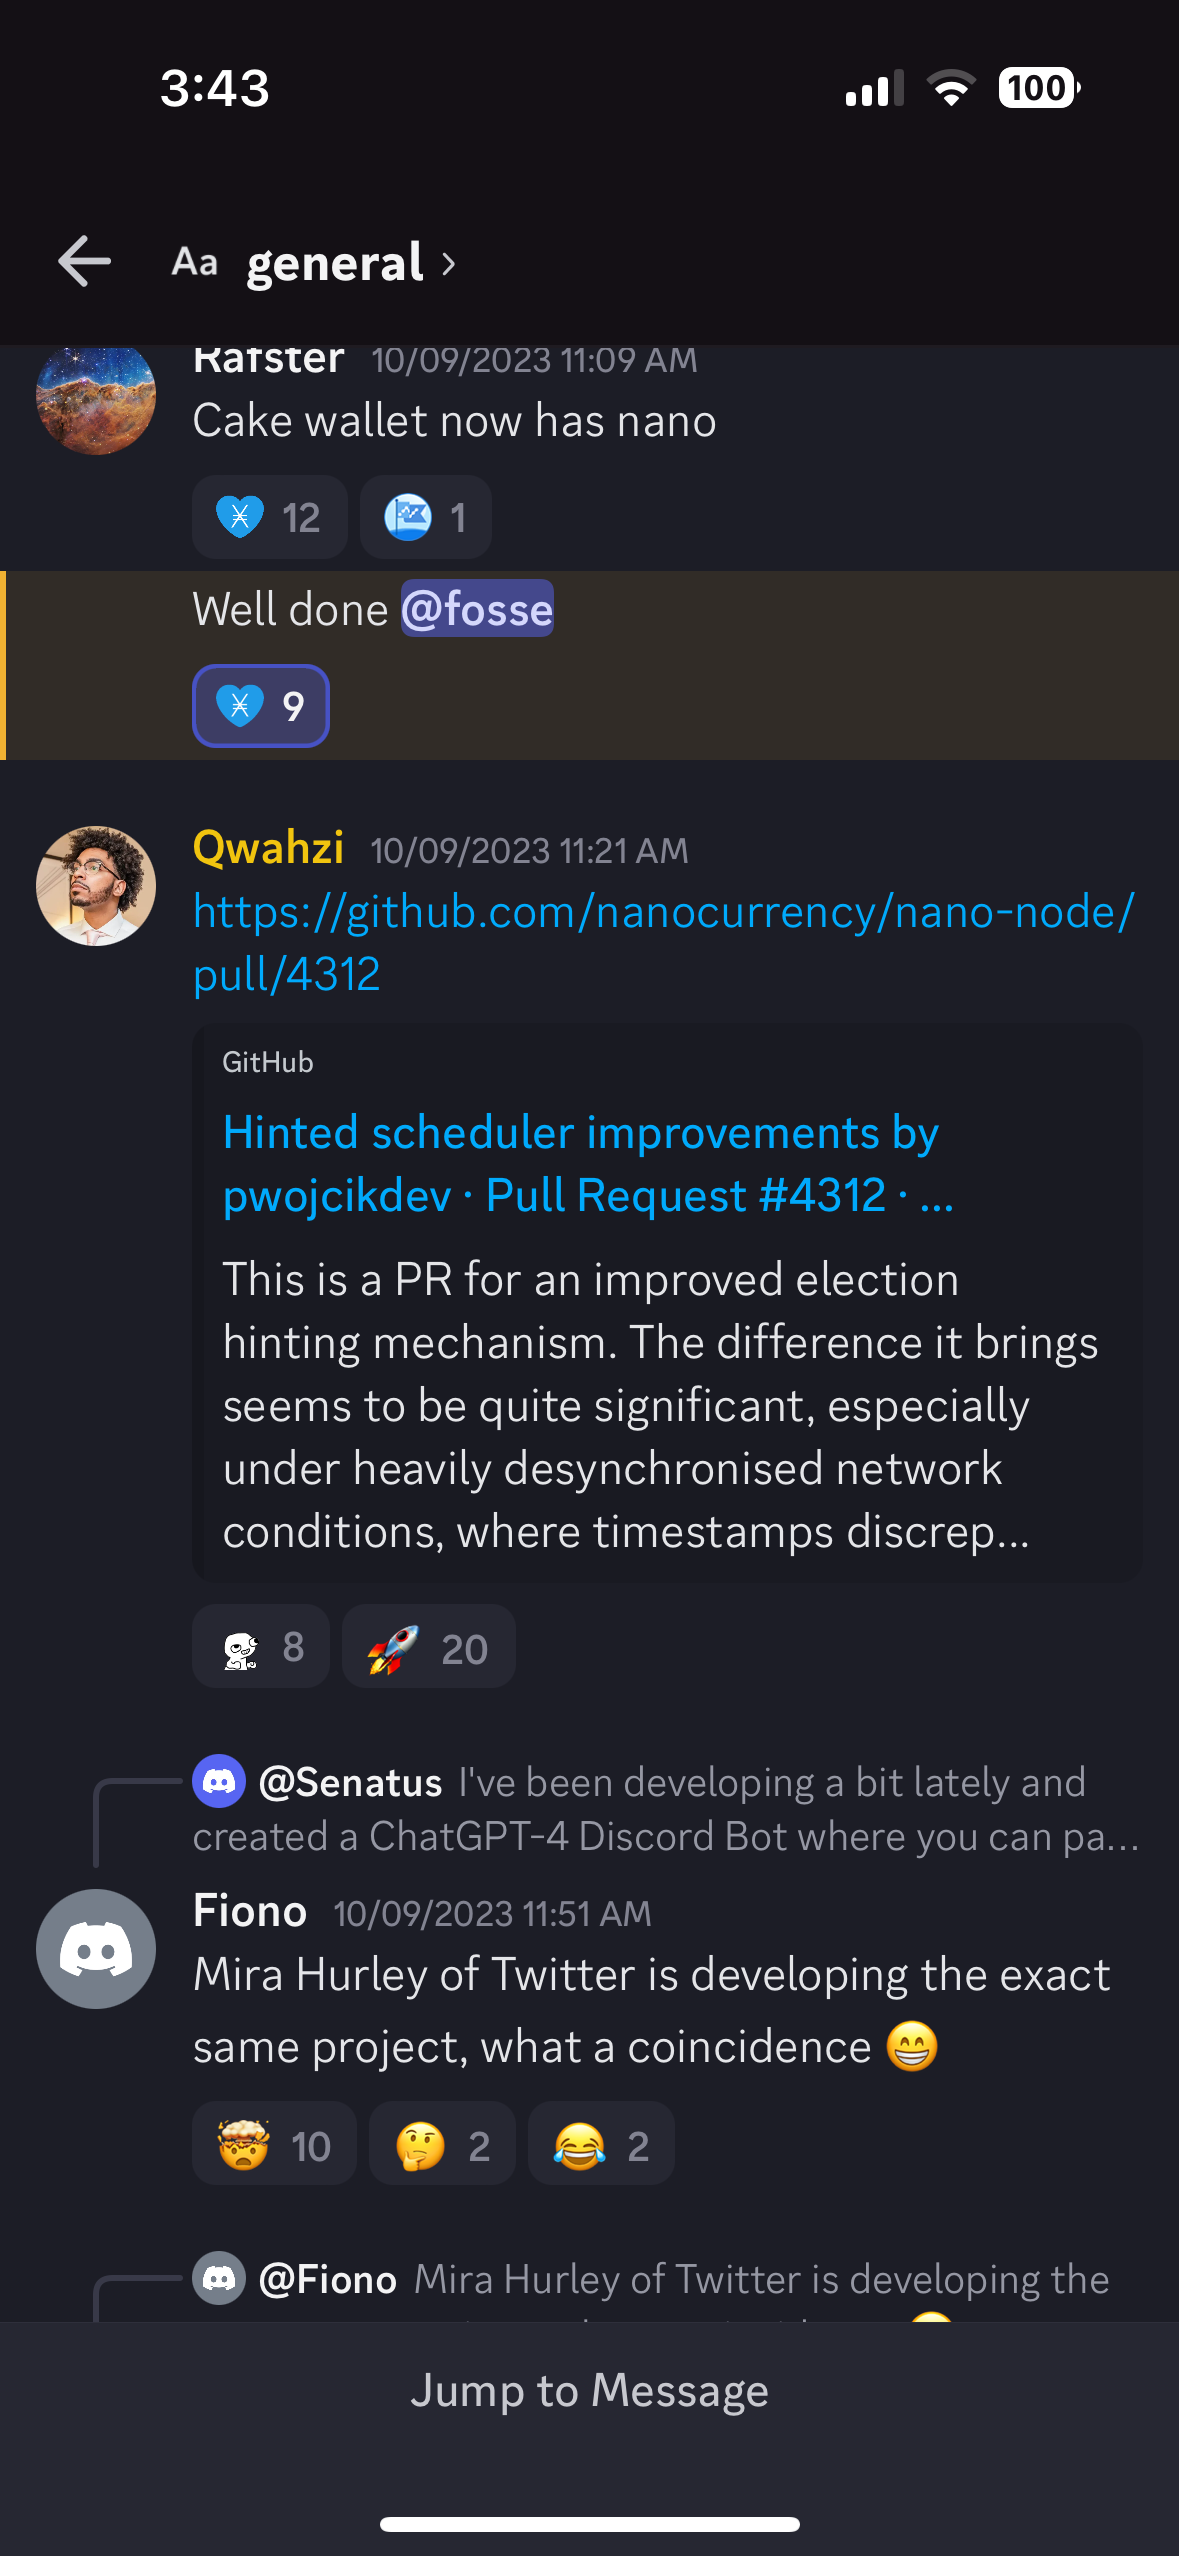 3:43
100
Aa general ›
Rafster 10/09/2023 11:09 AM
Cake wallet now has nano
12 1
Well done @fosse
9
Qwahzi 10/09/2023 11:21 AM
https://github.com/nanocurrency/nano-node/
pull/4312
GitHub
Hinted scheduler improvements by
pwojcikdev · Pull Request #4312 · ...
This is a PR for an improved election
hinting mechanism. The difference it brings
seems to be quite significant, especially
under heavily desynchronised network
conditions, where timestamps discrep...
8 20
@Senatus I've been developing a bit lately and
created a ChatGPT-4 Discord Bot where you can pa...
Fiono 10/09/2023 11:51 AM
Mira Hurley of Twitter is developing the exact
same project, what a coincidence 😁
10 2 2
@Fiono Mira Hurley of Twitter is developing the
Jump to Message